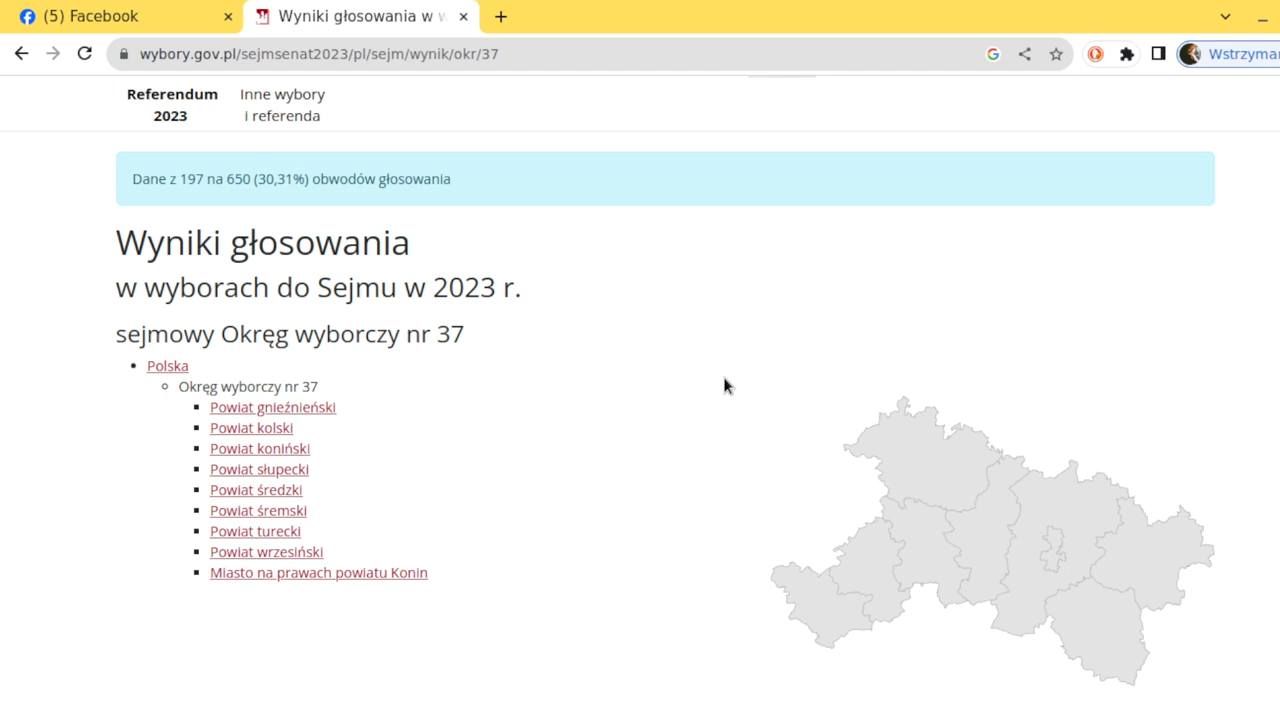 (5) Facebook
Wyniki głosowania w w
wybory.gov.pl/sejmsenat2023/pl/sejm/wynik/okr/37
Wstrzymar
Referendum
2023
Inne wybory
i referenda
Dane z 197 na 650 (30,31%) obwodów głosowania
Wyniki głosowania
w wyborach do Sejmu w 2023 r.
sejmowy Okręg wyborczy nr 37
Polska
Okręg wyborczy nr 37
Powiat gnieźnieński
Powiat kolski
Powiat koniński
Powiat słupecki
Powiat średzki
Powiat śremski
Powiat turecki
Powiat wrzesiński
Miasto na prawach powiatu Konin